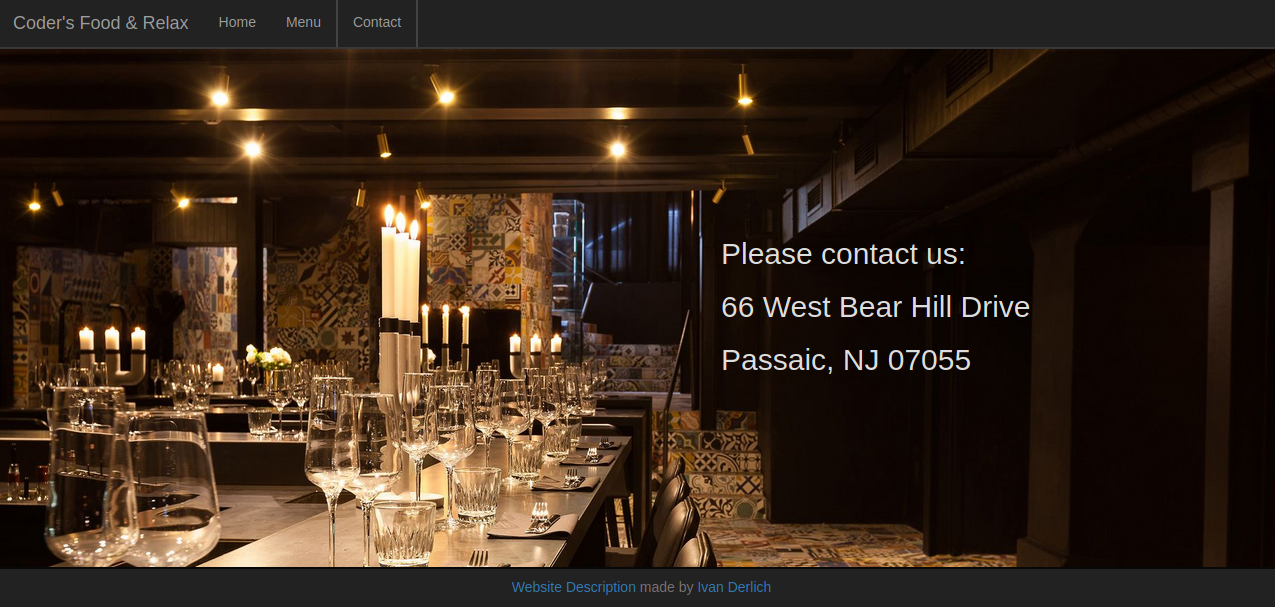 Coder's Food & Relax Home Menu Contact
Please contact us:
66 West Bear Hill Drive
Passaic, NJ 07055
Website Description made by Ivan Derlich